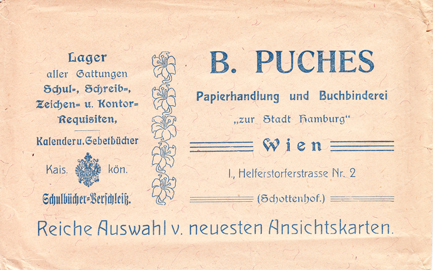 Lager
aller Gattungen
Schul-, Schreib-,
Zeichen- u. Kontor-
Requisiten,
Kalender u. Gebetbücher
Kais. kön.
Schulbücher-Verschleiß.
B. PUCHES
Papierhandlung und Buchbinderei
„zur Stadt Hamburg"
Wien
I., Helferstorferstrasse Nr. 2
(Schottenhof.)
Reiche Auswahl v. neuesten Ansichtskarten.